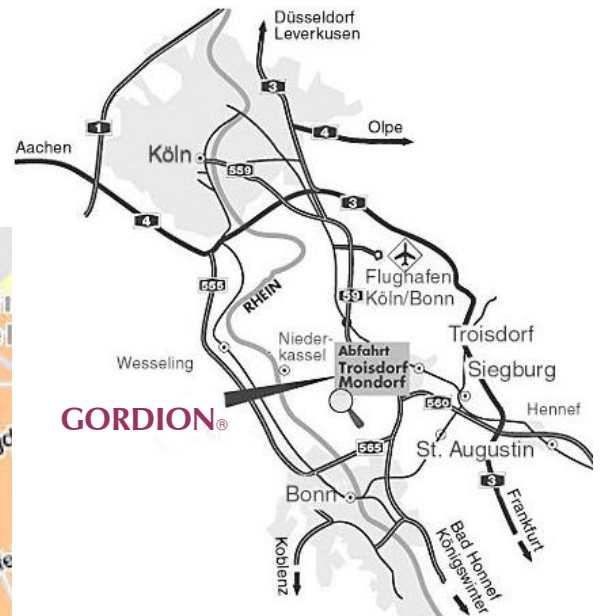 Düsseldorf
Leverkusen
3
1
4
Olpe
Aachen
Köln
559
3
4
Flughafen
Köln/Bonn
555
59
RHEIN
Troisdorf
Nieder-
kassel
Abfahrt
Troisdorf
Mondorf
Siegburg
Wesseling
GORDION®
560
Hennef
565
St. Augustin
3
Bonn
Frankfurt
Koblenz
Bad Honnef
Königswinter